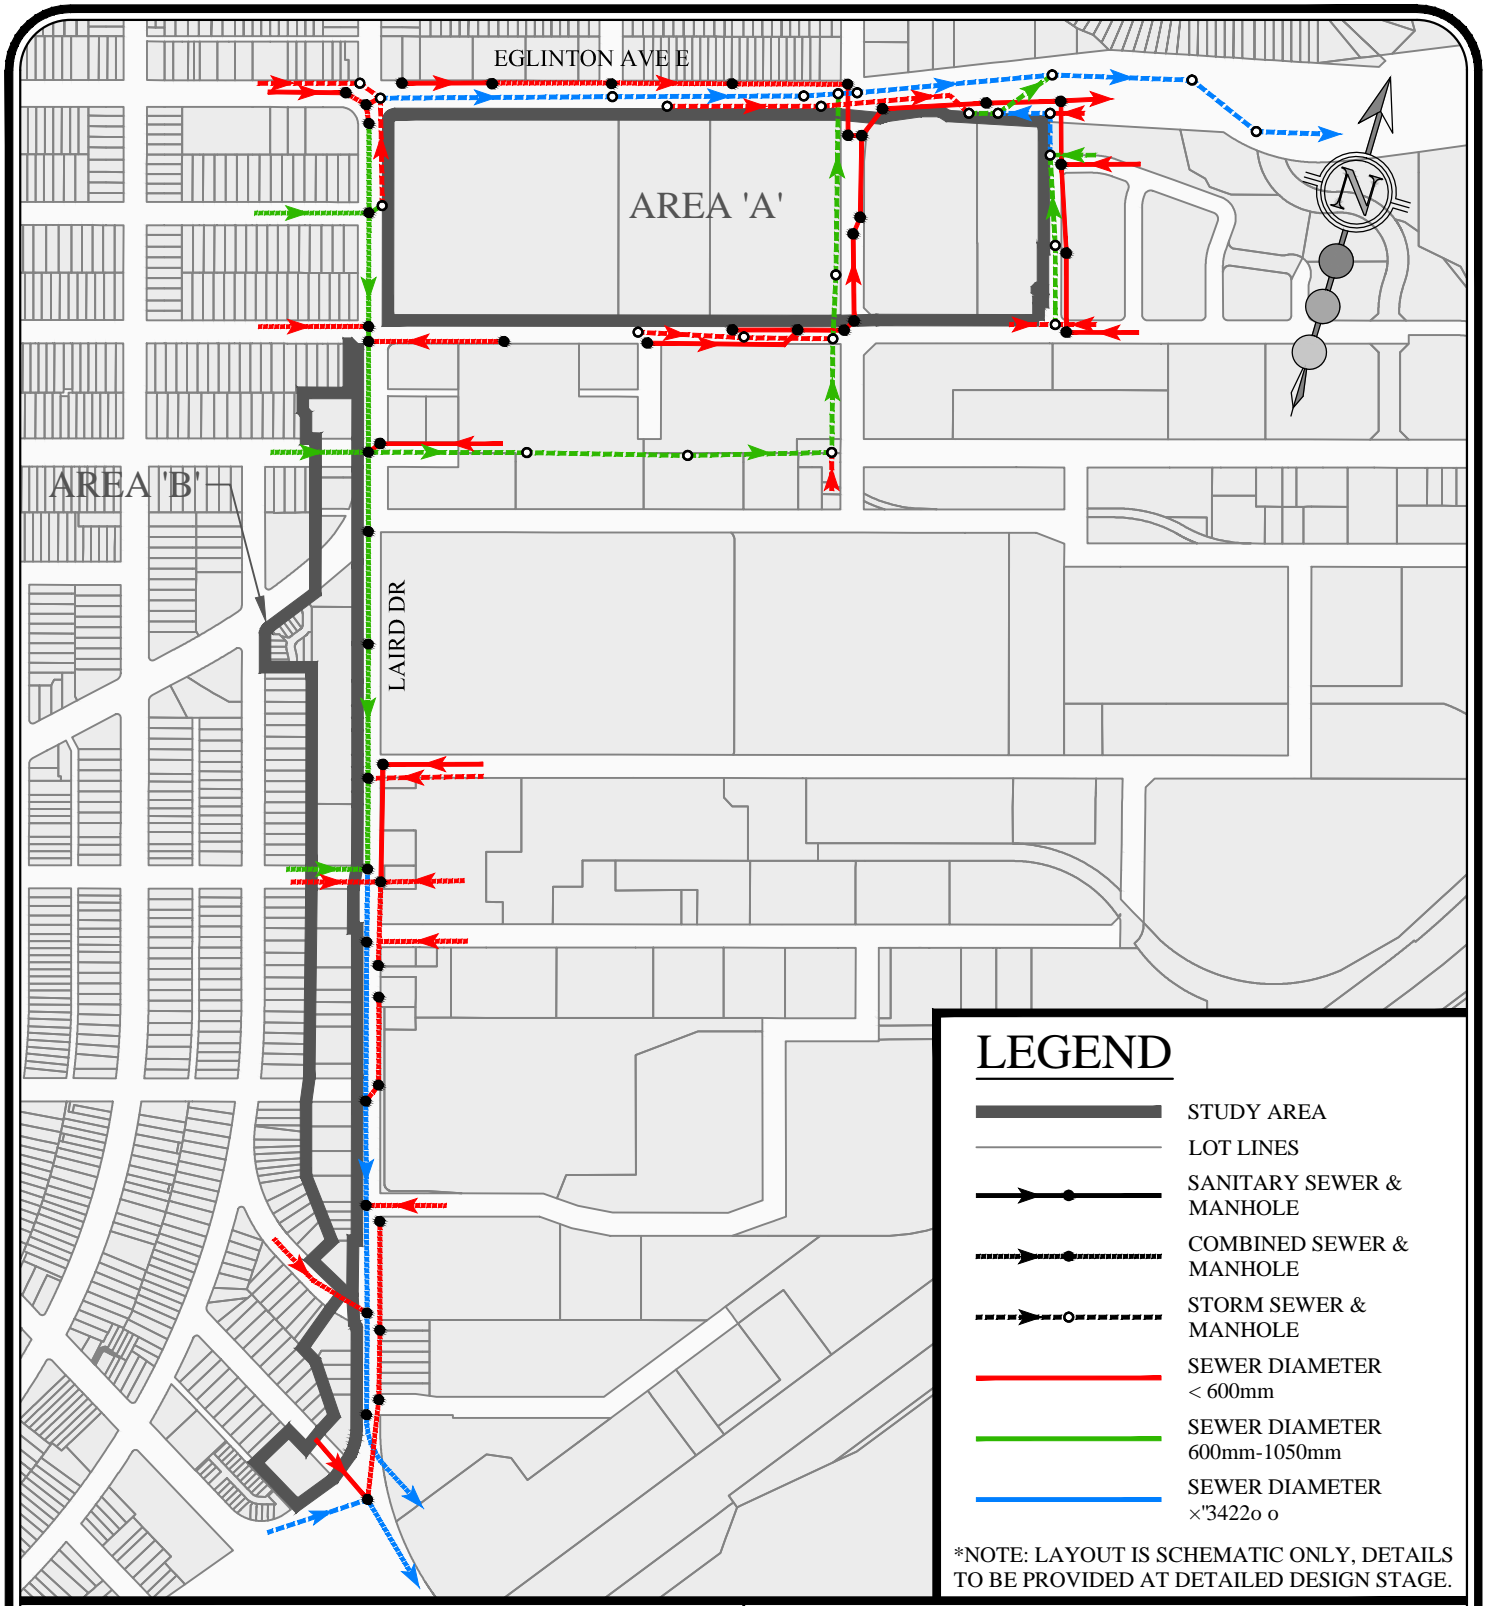 EGLINTON AVE E
AREA 'A'
N
AREA 'B'
LAIRD DR
LEGEND
STUDY AREA
LOT LINES
SANITARY SEWER &
MANHOLE
COMBINED SEWER &
MANHOLE
STORM SEWER &
MANHOLE
SEWER DIAMETER
< 600mm
SEWER DIAMETER
600mm-1050mm
SEWER DIAMETER
×"3422o o
*NOTE: LAYOUT IS SCHEMATIC ONLY, DETAILS
TO BE PROVIDED AT DETAILED DESIGN STAGE.